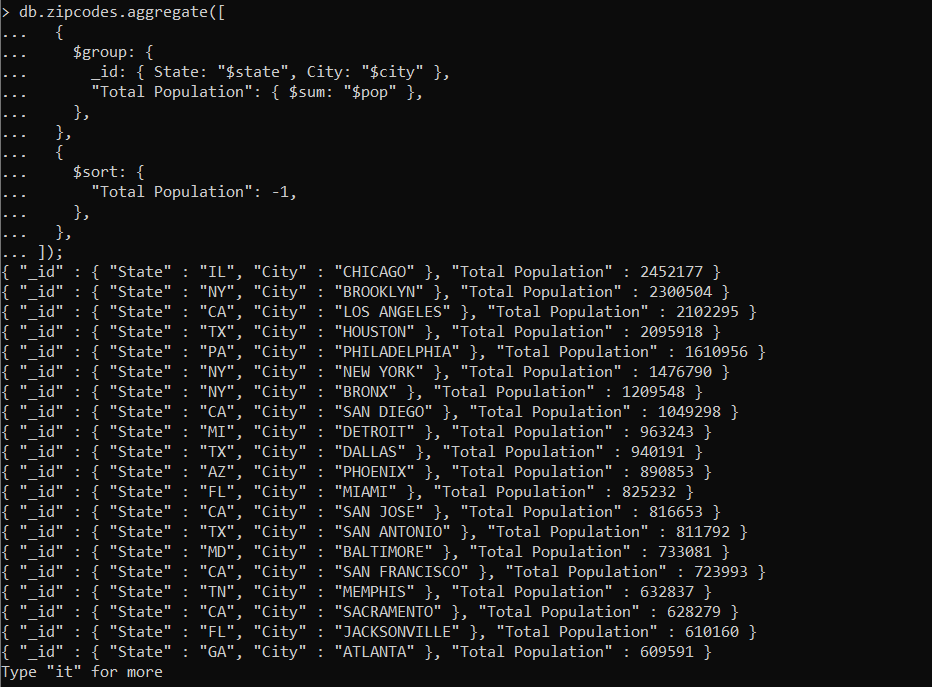 > db.zipcodes.aggregate([
...   {
...     $group: {
...       _id: { State: "$state", City: "$city" },
...       "Total Population": { $sum: "$pop" },
...     },
...   },
...   {
...     $sort: {
...       "Total Population": -1,
...     },
...   },
... ]);
{ "_id" : { "State" : "IL", "City" : "CHICAGO" }, "Total Population" : 2452177 }
{ "_id" : { "State" : "NY", "City" : "BROOKLYN" }, "Total Population" : 2300504 }
{ "_id" : { "State" : "CA", "City" : "LOS ANGELES" }, "Total Population" : 2102295 }
{ "_id" : { "State" : "TX", "City" : "HOUSTON" }, "Total Population" : 2095918 }
{ "_id" : { "State" : "PA", "City" : "PHILADELPHIA" }, "Total Population" : 1610956 }
{ "_id" : { "State" : "NY", "City" : "NEW YORK" }, "Total Population" : 1476790 }
{ "_id" : { "State" : "NY", "City" : "BRONX" }, "Total Population" : 1209548 }
{ "_id" : { "State" : "CA", "City" : "SAN DIEGO" }, "Total Population" : 1049298 }
{ "_id" : { "State" : "MI", "City" : "DETROIT" }, "Total Population" : 963243 }
{ "_id" : { "State" : "TX", "City" : "DALLAS" }, "Total Population" : 940191 }
{ "_id" : { "State" : "AZ", "City" : "PHOENIX" }, "Total Population" : 890853 }
{ "_id" : { "State" : "FL", "City" : "MIAMI" }, "Total Population" : 825232 }
{ "_id" : { "State" : "CA", "City" : "SAN JOSE" }, "Total Population" : 816653 }
{ "_id" : { "State" : "TX", "City" : "SAN ANTONIO" }, "Total Population" : 811792 }
{ "_id" : { "State" : "MD", "City" : "BALTIMORE" }, "Total Population" : 733081 }
{ "_id" : { "State" : "CA", "City" : "SAN FRANCISCO" }, "Total Population" : 723993 }
{ "_id" : { "State" : "TN", "City" : "MEMPHIS" }, "Total Population" : 632837 }
{ "_id" : { "State" : "CA", "City" : "SACRAMENTO" }, "Total Population" : 628279 }
{ "_id" : { "State" : "FL", "City" : "JACKSONVILLE" }, "Total Population" : 610160 }
{ "_id" : { "State" : "GA", "City" : "ATLANTA" }, "Total Population" : 609591 }
Type "it" for more